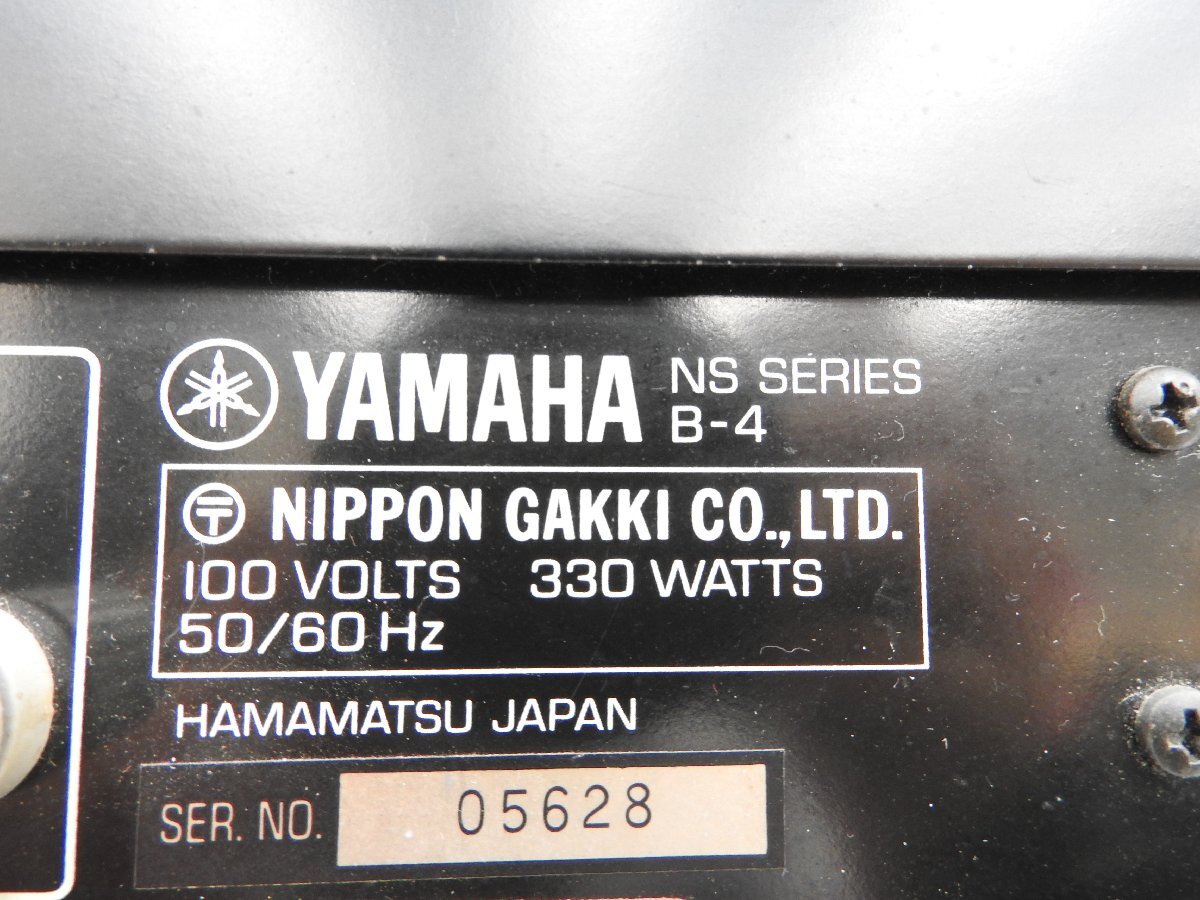 YAMAHA NS SERIES
B-4
〶 NIPPON GAKKI CO., LTD.
100 VOLTS 330 WATTS
50/60 Hz
HAMAMATSU JAPAN
SER. NO. 05628